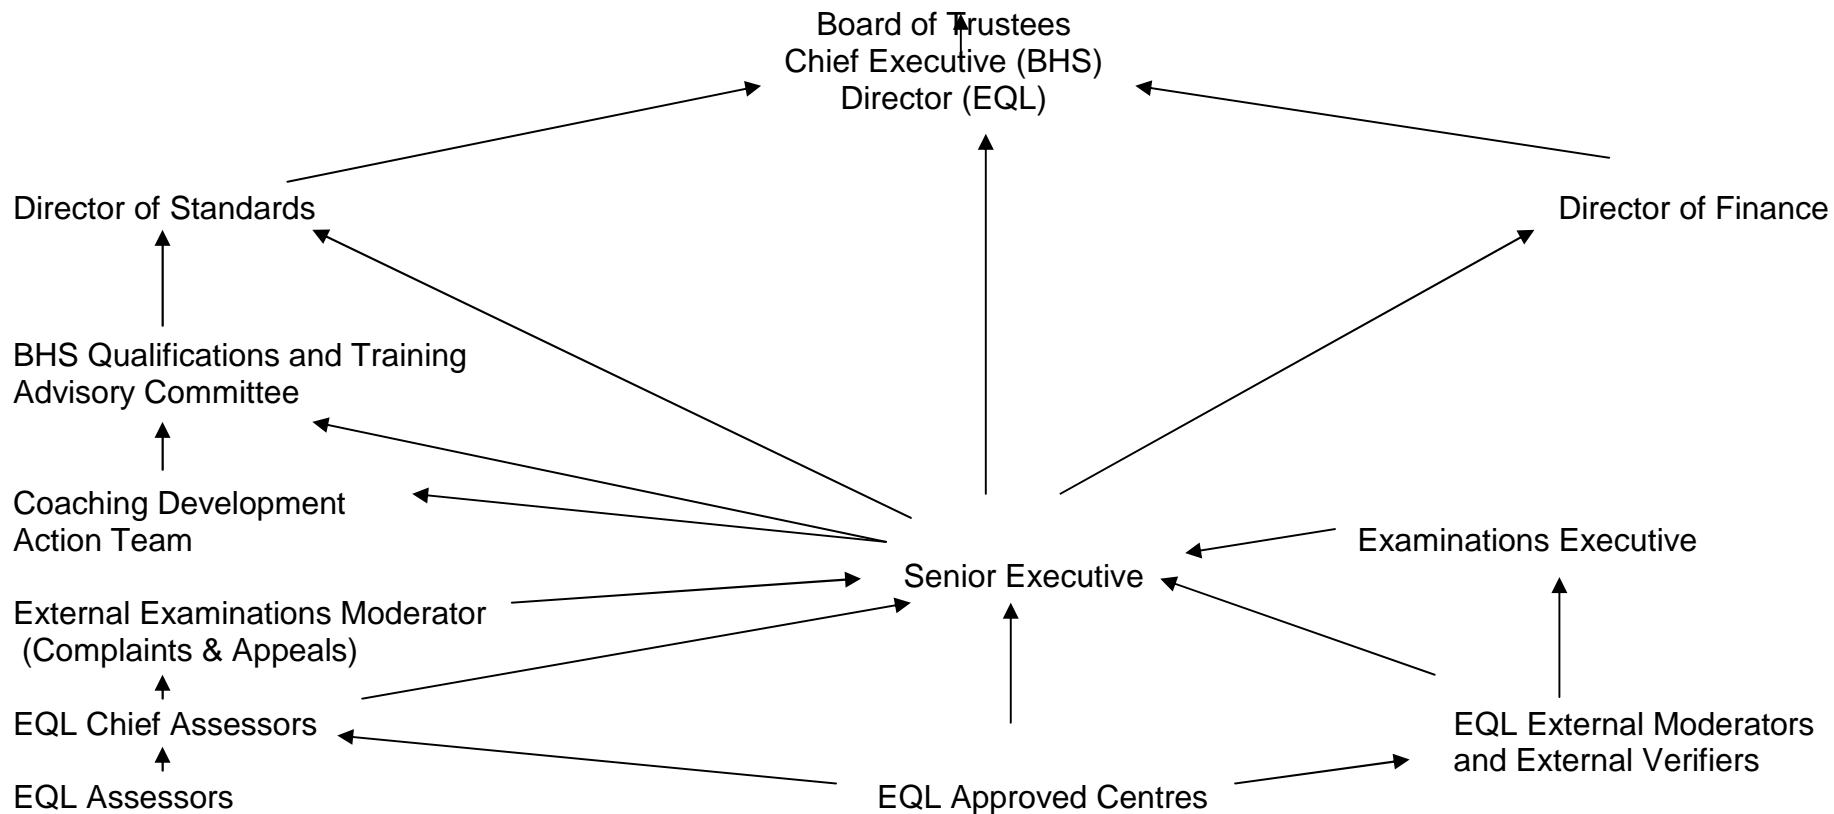 Board of Trustees
Chief Executive (BHS)
Director (EQL)
Director of Standards
Director of Finance
BHS Qualifications and Training
Advisory Committee
Coaching Development
Action Team
Examinations Executive
Senior Executive
External Examinations Moderator
(Complaints & Appeals)
EQL Chief Assessors
EQL External Moderators
and External Verifiers
EQL Assessors
EQL Approved Centres